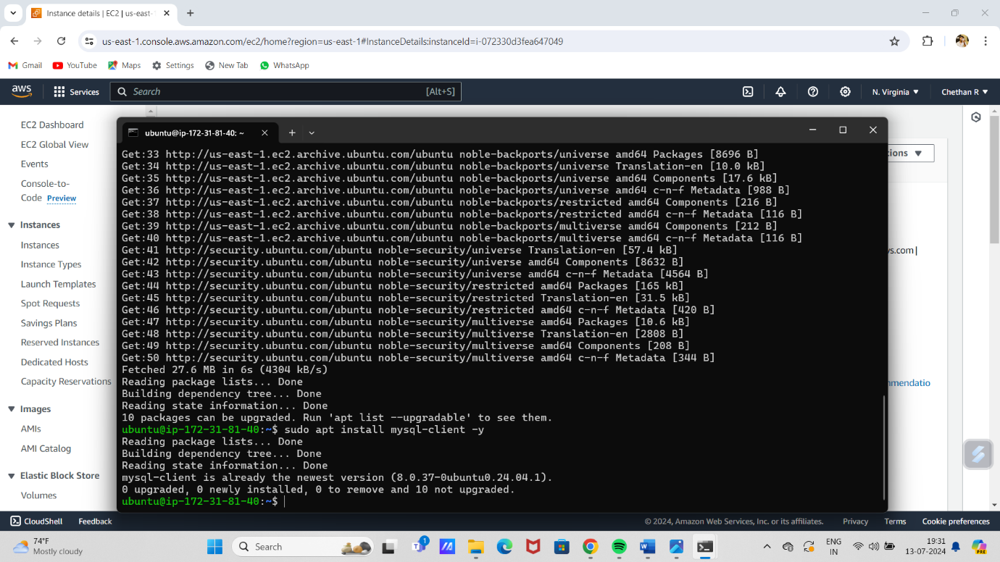 Instance details | EC2 | us-east-1
us-east-1.console.aws.amazon.com/ec2/home?region=us-east-1#InstanceDetails:instanceId=i-072330d3fea647049
Gmail YouTube Maps Settings New Tab WhatsApp
aws Services Search [Alt+S] N. Virginia Chethan R
EC2 Dashboard
EC2 Global View
Events
Console-to-
Code Preview
Instances
Instances
Instance Types
Launch Templates
Spot Requests
Savings Plans
Reserved Instances
Dedicated Hosts
Capacity Reservations
Images
AMIs
AMI Catalog
Elastic Block Store
Volumes
ubuntu@ip-172-31-81-40: ~
Get:33 http://us-east-1.ec2.archive.ubuntu.com/ubuntu noble-backports/universe amd64 Packages [8696 B]
Get:34 http://us-east-1.ec2.archive.ubuntu.com/ubuntu noble-backports/universe Translation-en [10.0 kB]
Get:35 http://us-east-1.ec2.archive.ubuntu.com/ubuntu noble-backports/universe amd64 Components [17.6 kB]
Get:36 http://us-east-1.ec2.archive.ubuntu.com/ubuntu noble-backports/universe amd64 c-n-f Metadata [988 B]
Get:37 http://us-east-1.ec2.archive.ubuntu.com/ubuntu noble-backports/restricted amd64 Components [216 B]
Get:38 http://us-east-1.ec2.archive.ubuntu.com/ubuntu noble-backports/restricted amd64 c-n-f Metadata [116 B]
Get:39 http://us-east-1.ec2.archive.ubuntu.com/ubuntu noble-backports/multiverse amd64 Components [212 B]
Get:40 http://us-east-1.ec2.archive.ubuntu.com/ubuntu noble-backports/multiverse amd64 c-n-f Metadata [116 B]
Get:41 http://security.ubuntu.com/ubuntu noble-security/universe Translation-en [57.4 kB]
Get:42 http://security.ubuntu.com/ubuntu noble-security/universe amd64 Components [8632 B]
Get:43 http://security.ubuntu.com/ubuntu noble-security/universe amd64 c-n-f Metadata [4564 B]
Get:44 http://security.ubuntu.com/ubuntu noble-security/restricted amd64 Packages [165 kB]
Get:45 http://security.ubuntu.com/ubuntu noble-security/restricted Translation-en [31.5 kB]
Get:46 http://security.ubuntu.com/ubuntu noble-security/restricted amd64 c-n-f Metadata [420 B]
Get:47 http://security.ubuntu.com/ubuntu noble-security/multiverse amd64 Packages [10.6 kB]
Get:48 http://security.ubuntu.com/ubuntu noble-security/multiverse Translation-en [2808 B]
Get:49 http://security.ubuntu.com/ubuntu noble-security/multiverse amd64 Components [208 B]
Get:50 http://security.ubuntu.com/ubuntu noble-security/multiverse amd64 c-n-f Metadata [344 B]
Fetched 27.6 MB in 6s (4304 kB/s)
Reading package lists... Done
Building dependency tree... Done
Reading state information... Done
10 packages can be upgraded. Run 'apt list --upgradable' to see them.
ubuntu@ip-172-31-81-40:~$ sudo apt install mysql-client -y
Reading package lists... Done
Building dependency tree... Done
Reading state information... Done
mysql-client is already the newest version (8.0.37-0ubuntu0.24.04.1).
0 upgraded, 0 newly installed, 0 to remove and 10 not upgraded.
ubuntu@ip-172-31-81-40:~$
ions
vs.com |
nmendatio
CloudShell Feedback © 2024, Amazon Web Services, Inc. or its affiliates. Privacy Terms Cookie preferences
74°F
Mostly cloudy
Search
1
ENG
IN
19:31
13-07-2024
PRE